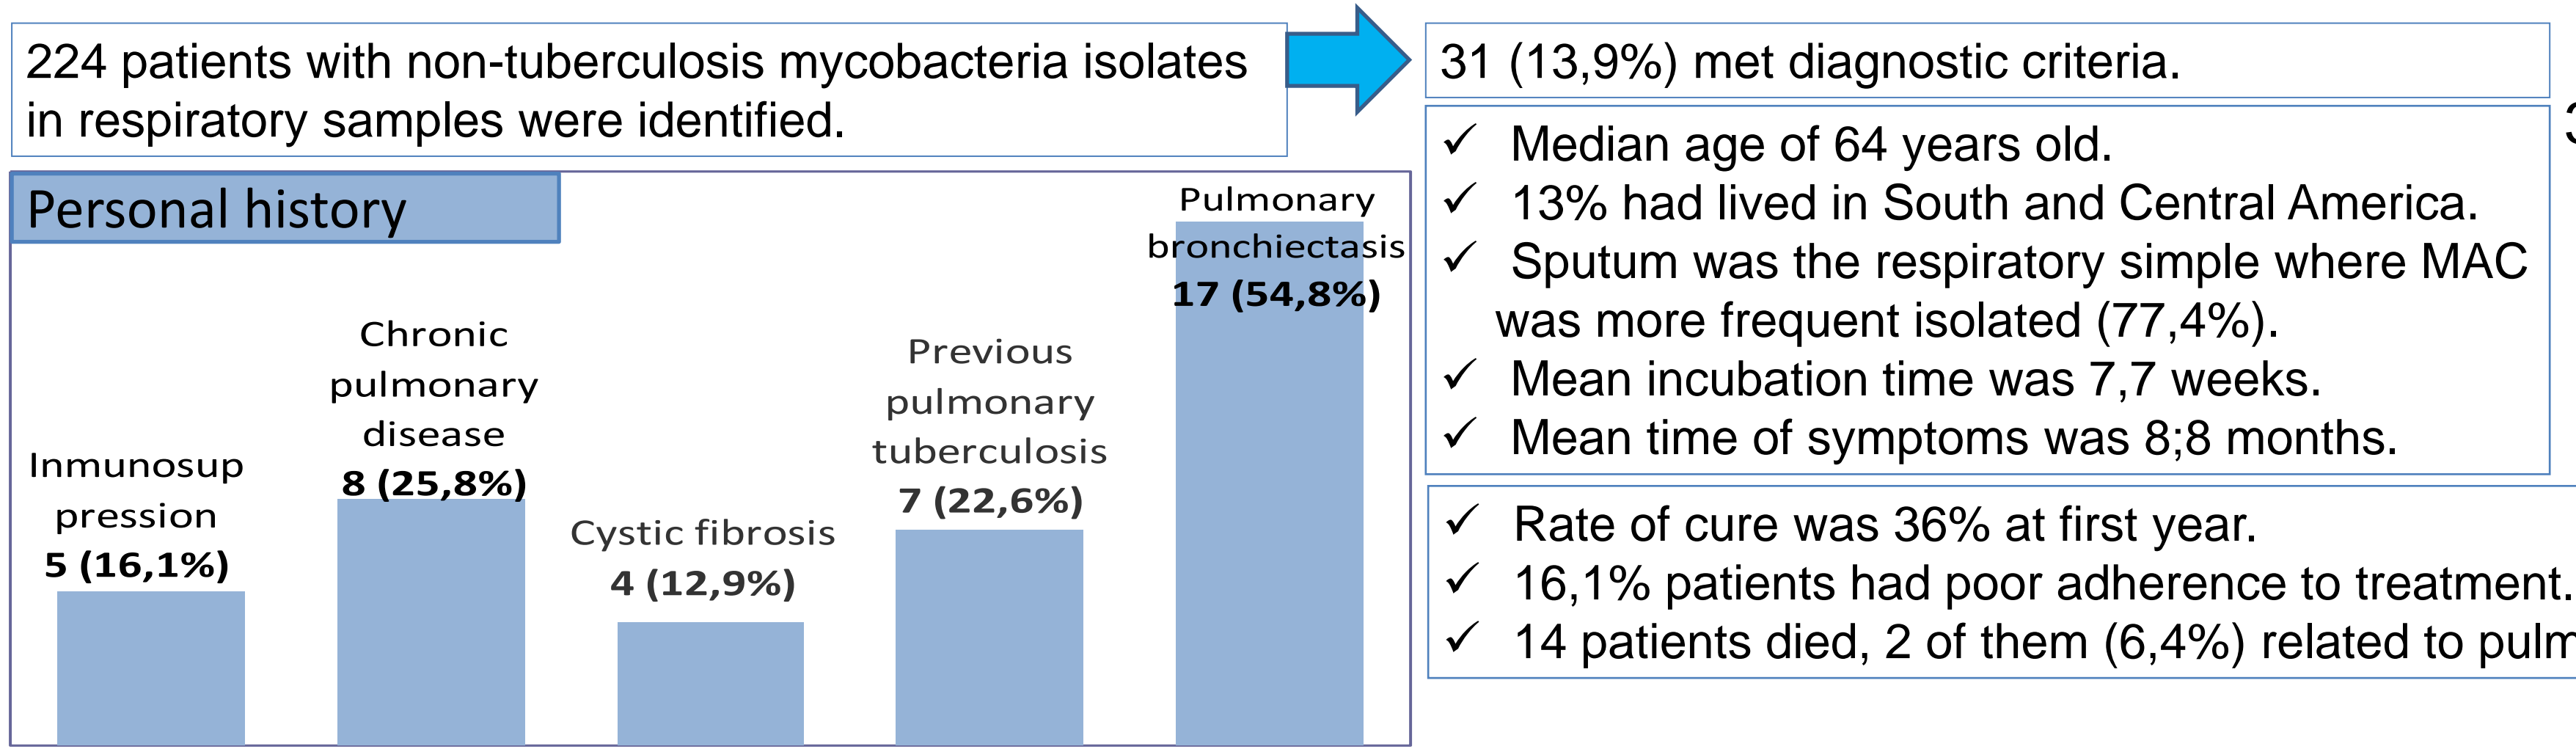 224 patients with non-tuberculosis mycobacteria isolates
in respiratory samples were identified.
31 (13,9%) met diagnostic criteria.
Personal history
Inmunosup
pression
5 (16,1%)
Chronic
pulmonary
disease
8 (25,8%)
Cystic fibrosis
4 (12,9%)
Previous
pulmonary
tuberculosis
7 (22,6%)
Pulmonary
bronchiectasis
17 (54,8%)
✓ Median age of 64 years old.
✓ 13% had lived in South and Central America.
✓ Sputum was the respiratory simple where MAC
was more frequent isolated (77,4%).
✓ Mean incubation time was 7,7 weeks.
✓ Mean time of symptoms was 8;8 months.
✓ Rate of cure was 36% at first year.
✓ 16,1% patients had poor adherence to treatment.
✓ 14 patients died, 2 of them (6,4%) related to